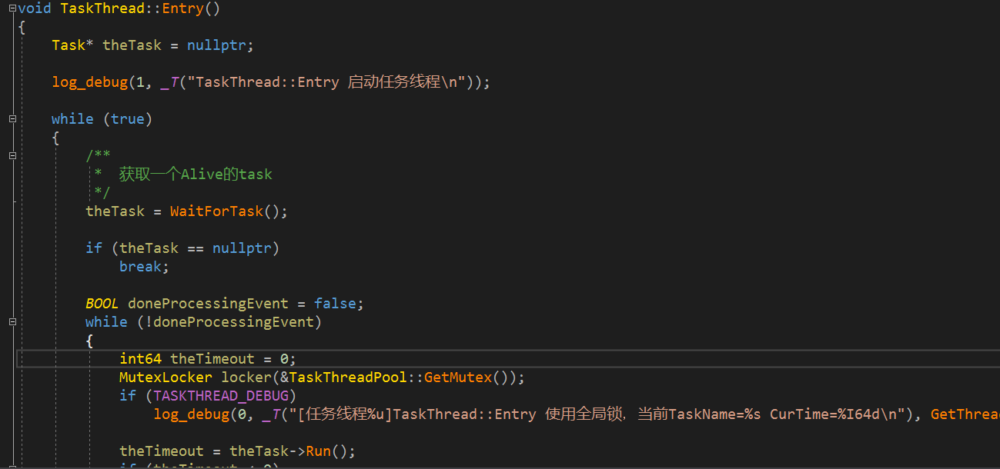 void TaskThread::Entry()
{
Task* theTask = nullptr;
log_debug(1, _T("TaskThread::Entry 启动任务线程\n"));
while (true)
{
/**
* 获取一个Alive的task
*/
theTask = WaitForTask();
if (theTask == nullptr)
break;
BOOL doneProcessingEvent = false;
while (!doneProcessingEvent)
{
int64 theTimeout = 0;
MutexLocker locker(&TaskThreadPool::GetMutex());
if (TASKTHREAD_DEBUG)
log_debug(0, _T("[任务线程%u]TaskThread::Entry 使用全局锁, 当前TaskName=%s CurTime=%I64d\n"), GetThrea
theTimeout = theTask->Run();
if (theTimeout < 0)